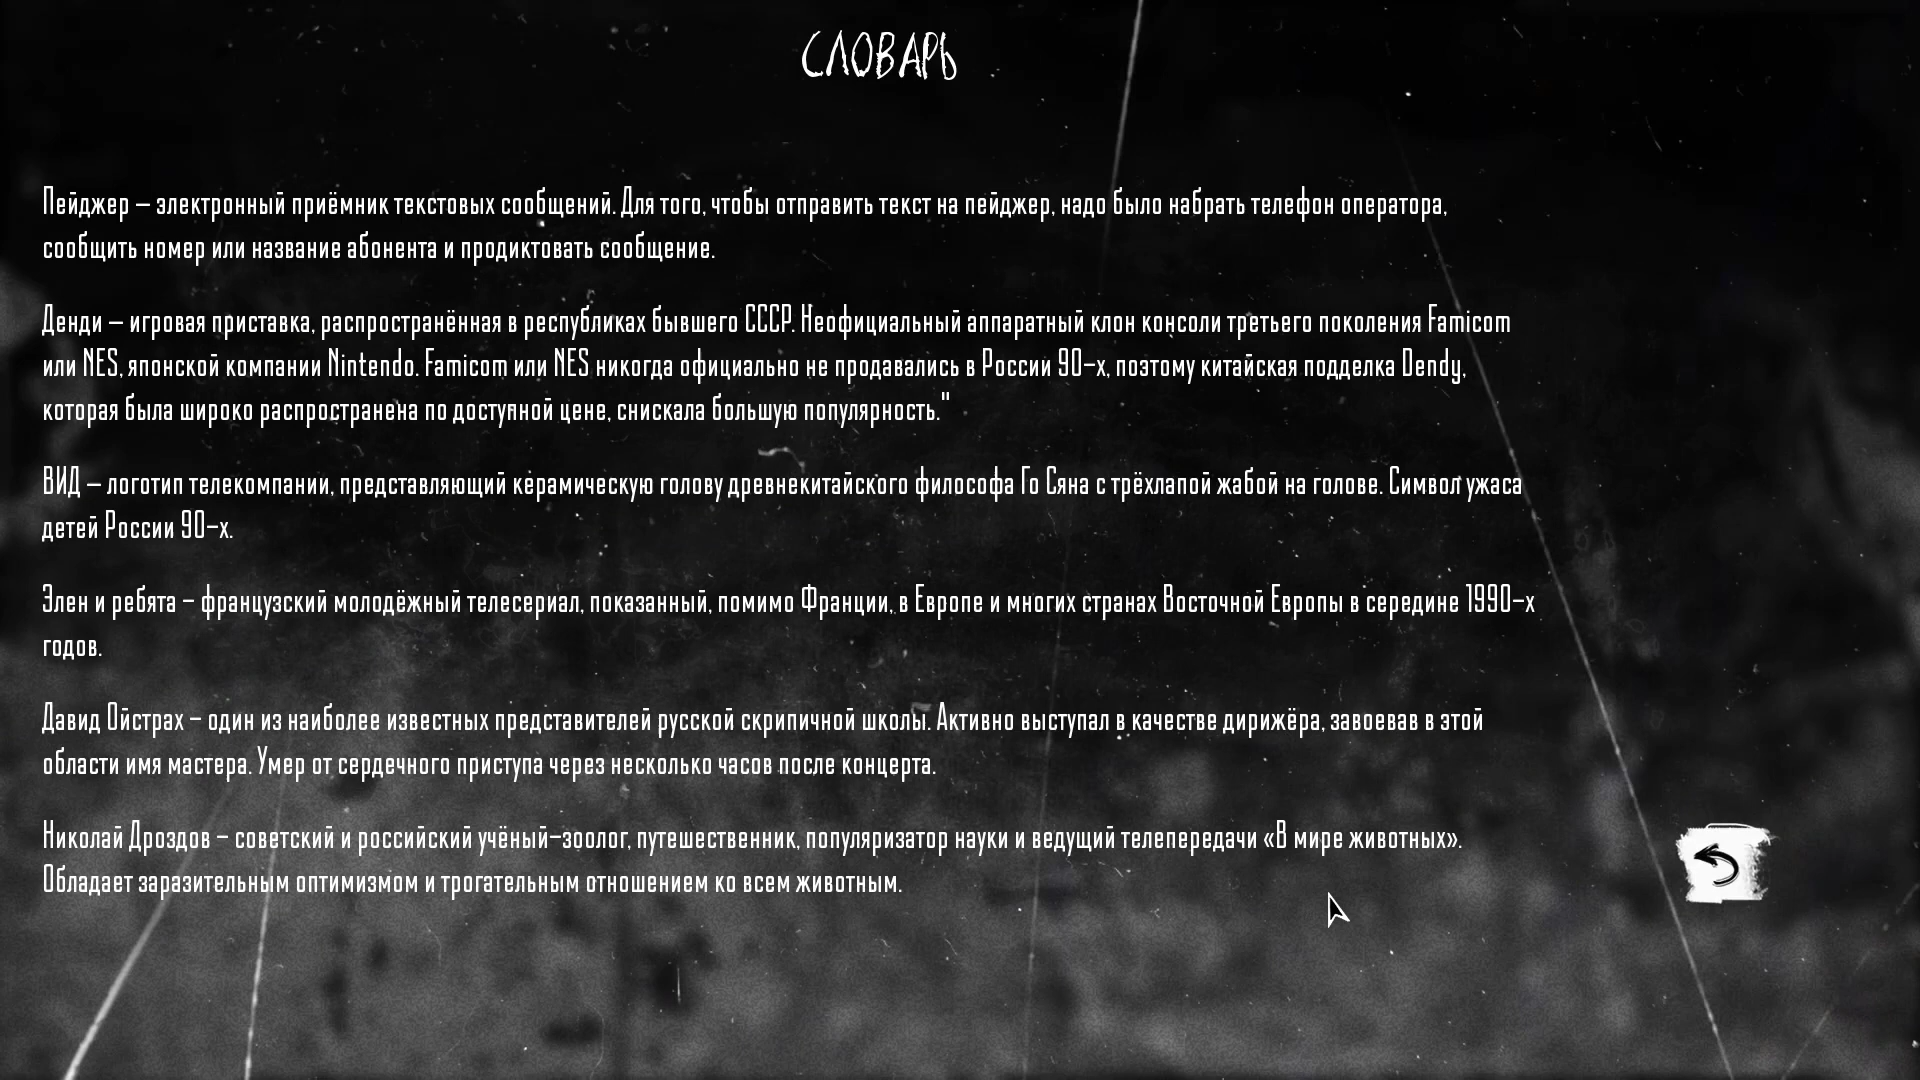 СЛОВАРЬ
Пейджер – электронный приёмник текстовых сообщений. Для того, чтобы отправить текст на пейджер, надо было набрать телефон оператора,
сообщить номер или название абонента и продиктовать сообщение.
Денди – игровая приставка, распространённая в республиках бывшего СССР. Неофициальный аппаратный клон консоли третьего поколения Famicom
или NES, японской компании Nintendo. Famicom или NES никогда официально не продавались в России 90-х, поэтому китайская подделка Dendy,
которая была широко распространена по доступной цене, снискала большую популярность."
ВИД – логотип телекомпании, представляющий керамическую голову древнекитайского философа Го Сяна с трёхлапой жабой на голове. Символ ужаса
детей России 90-х.
Элен и ребята – французский молодёжный телесериал, показанный, помимо Франции, в Европе и многих странах Восточной Европы в середине 1990-х
годов.
Давид Ойстрах – один из наиболее известных представителей русской скрипичной школы. Активно выступал в качестве дирижёра, завоевав в этой
области имя мастера. Умер от сердечного приступа через несколько часов после концерта.
Николай Дроздов – советский и российский учёный-зоолог, путешественник, популяризатор науки и ведущий телепередачи «В мире животных».
Обладает заразительным оптимизмом и трогательным отношением ко всем животным.